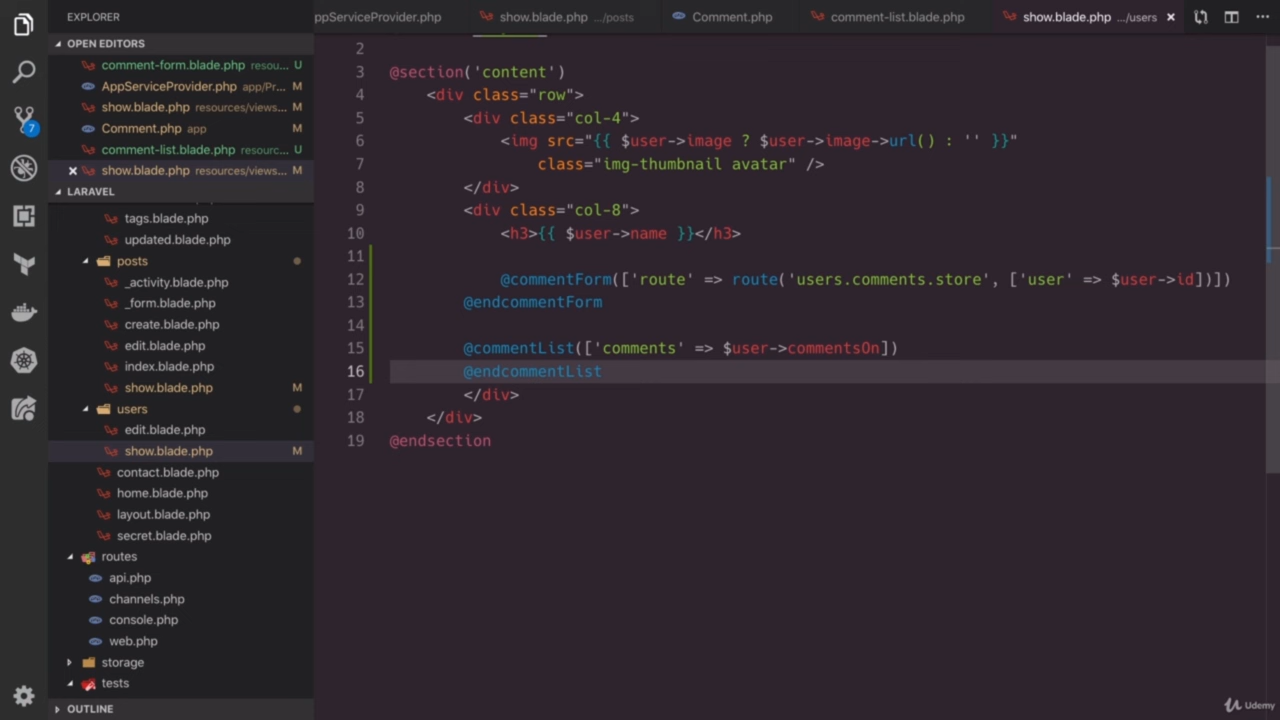 EXPLORER
OPEN EDITORS
comment-form.blade.php resou... U
AppServiceProvider.php app/Pr... M
show.blade.php resources/views... M
Comment.php app M
comment-list.blade.php resourc... U
show.blade.php resources/views... M
LARAVEL
tags.blade.php
updated.blade.php
posts
_activity.blade.php
_form.blade.php
create.blade.php
edit.blade.php
index.blade.php
show.blade.php M
users
edit.blade.php
show.blade.php M
contact.blade.php
home.blade.php
layout.blade.php
secret.blade.php
routes
api.php
channels.php
console.php
web.php
storage
tests
OUTLINE
7
ppServiceProvider.php show.blade.php .../posts Comment.php comment-list.blade.php show.blade.php .../users
2
3 @section('content')
4 <div class="row">
5 <div class="col-4">
6 <img src="{{ $user->image ? $user->image->url() : '' }}"
7 class="img-thumbnail avatar" />
8 </div>
9 <div class="col-8">
10 <h3>{{ $user->name }}</h3>
11
12 @commentForm(['route' => route('users.comments.store', ['user' => $user->id])])
13 @endcommentForm
14
15 @commentList(['comments' => $user->commentsOn])
16 @endcommentList
17 </div>
18 </div>
19 @endsection
Udemy